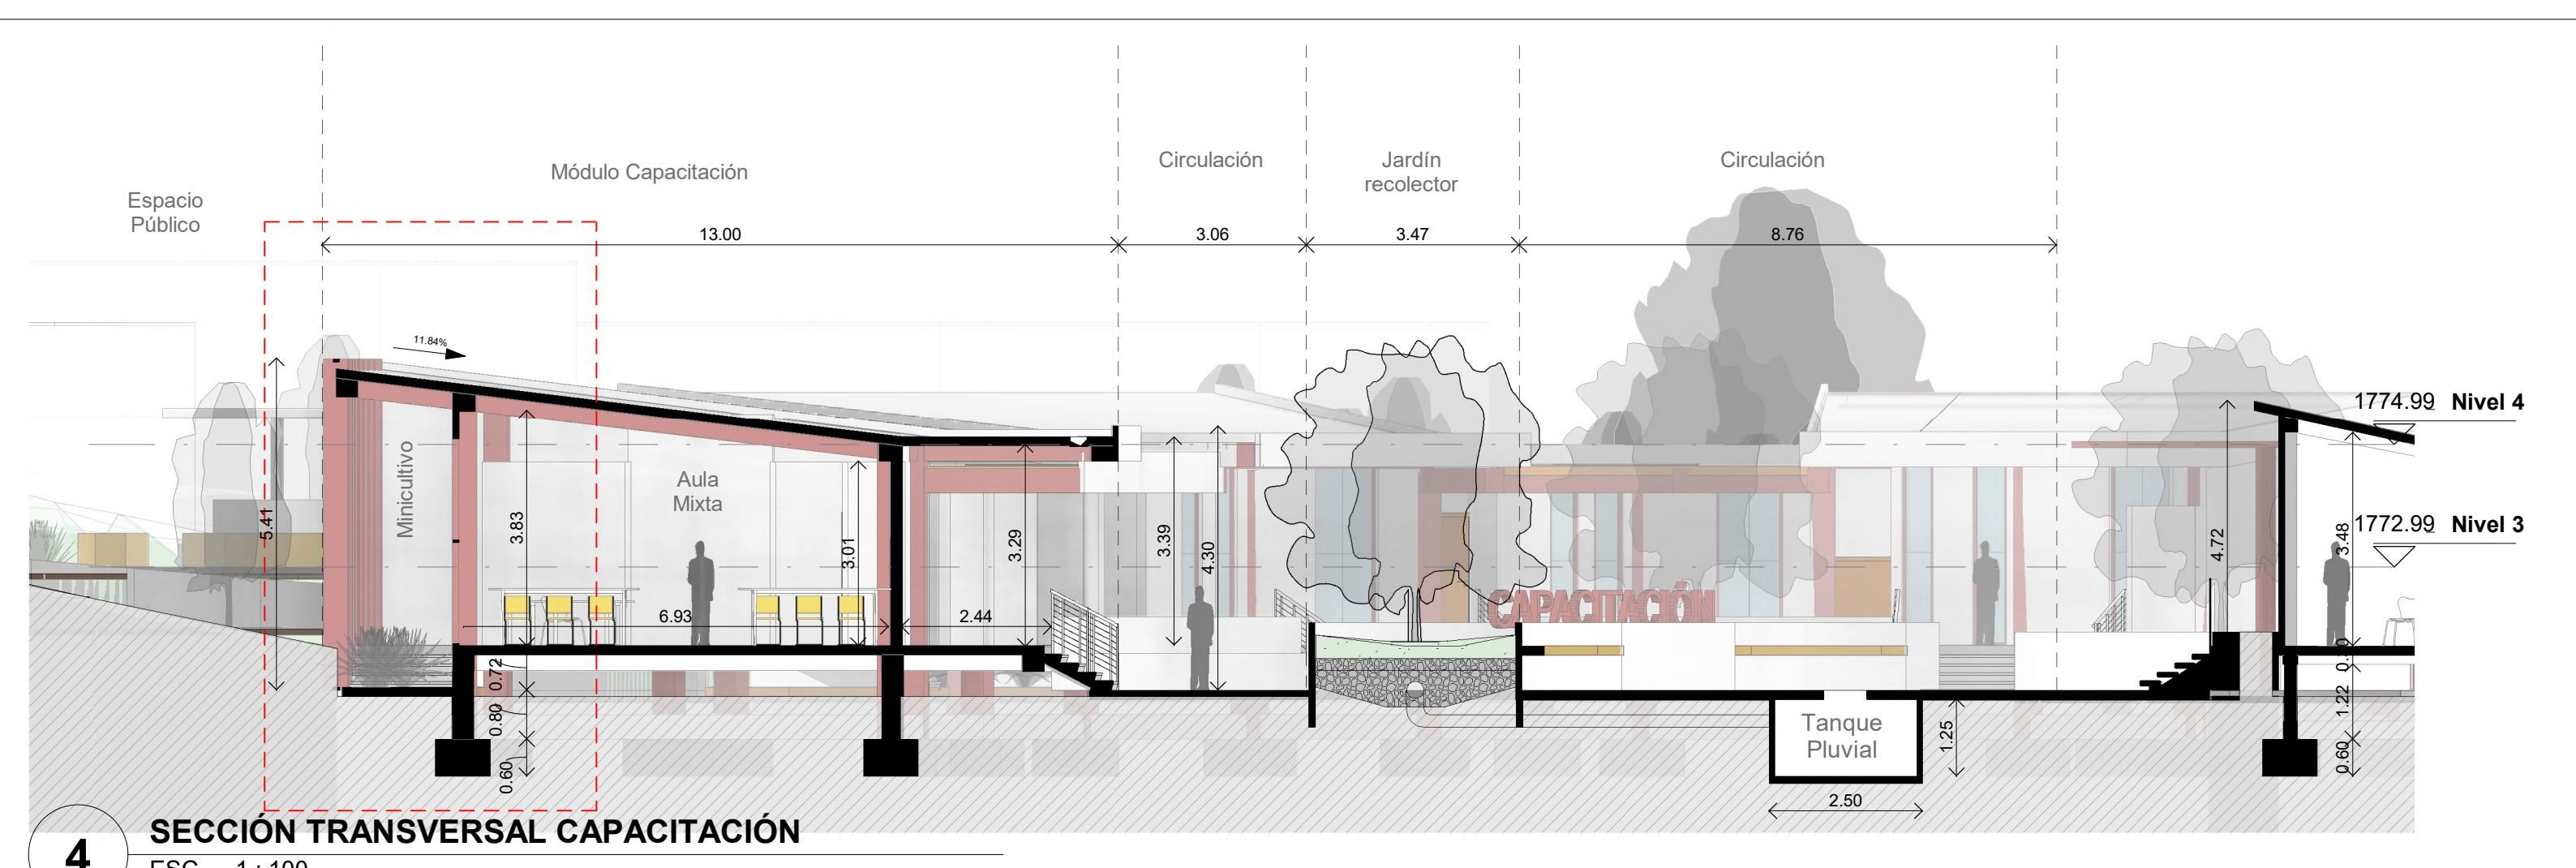 Espacio
Público
Módulo Capacitación
Circulación
Jardín
recolector
Circulación
13.00
3.06
3.47
8.76
11.84%
5.41
Minicultivo
3.83
Aula
Mixta
3.01
6.93
2.44
3.29
3.39
4.30
CAPACITACIÓN
4.72
3.48
1774.99 Nivel 4
1772.99 Nivel 3
0.72
0.80
0.60
Tanque
Pluvial
1.25
2.50
1.22
0.60
4
SECCIÓN TRANSVERSAL CAPACITACIÓN
ESC 1 : 100